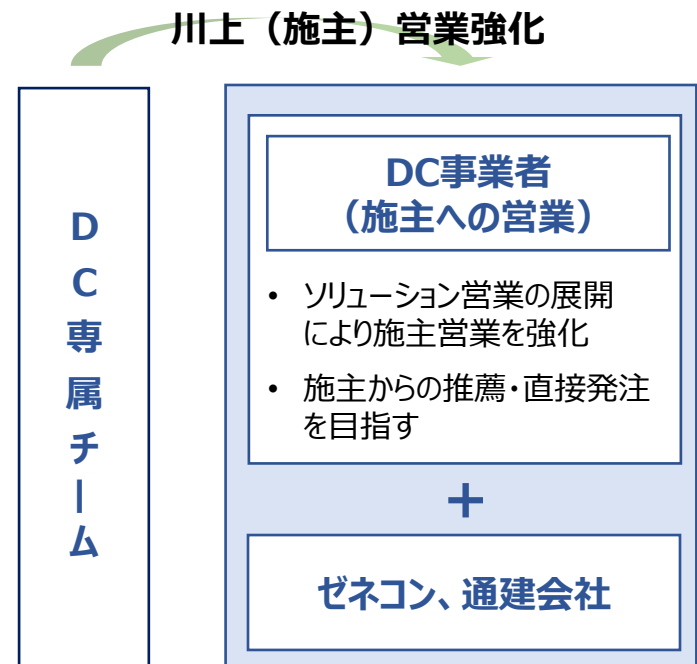 川上（施主）営業強化
DC専属チーム
DC事業者
（施主への営業）
• ソリューション営業の展開
により施主営業を強化
• 施主からの推薦・直接発注
を目指す
＋
ゼネコン、通建会社